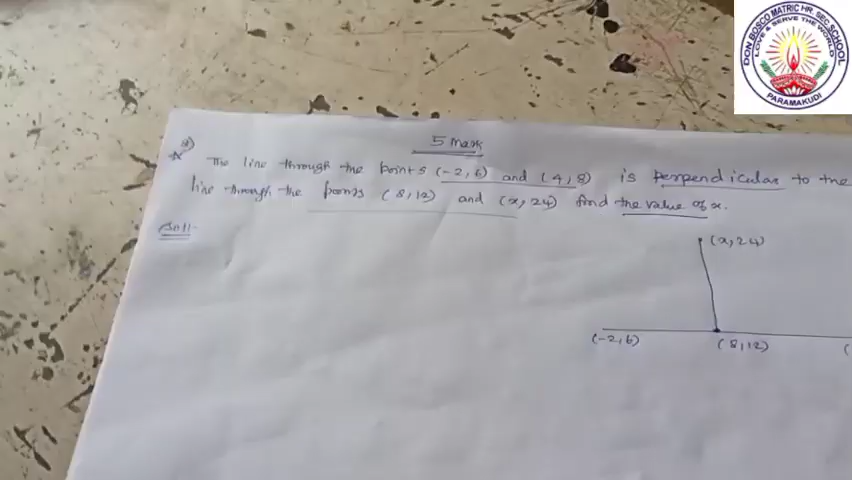 DON BOSCO MATRIC HR. SEC. SCHOOL
LOVE & SERVE THE WORLD
PARAMAKUDI
5 Mark
The line through the points (-2, 6) and (4, 8) is perpendicular to the
line through the points (8, 12) and (x, 24) find the value of x.
Soln:-
(x, 24)
(-2, 6) (8, 12) (